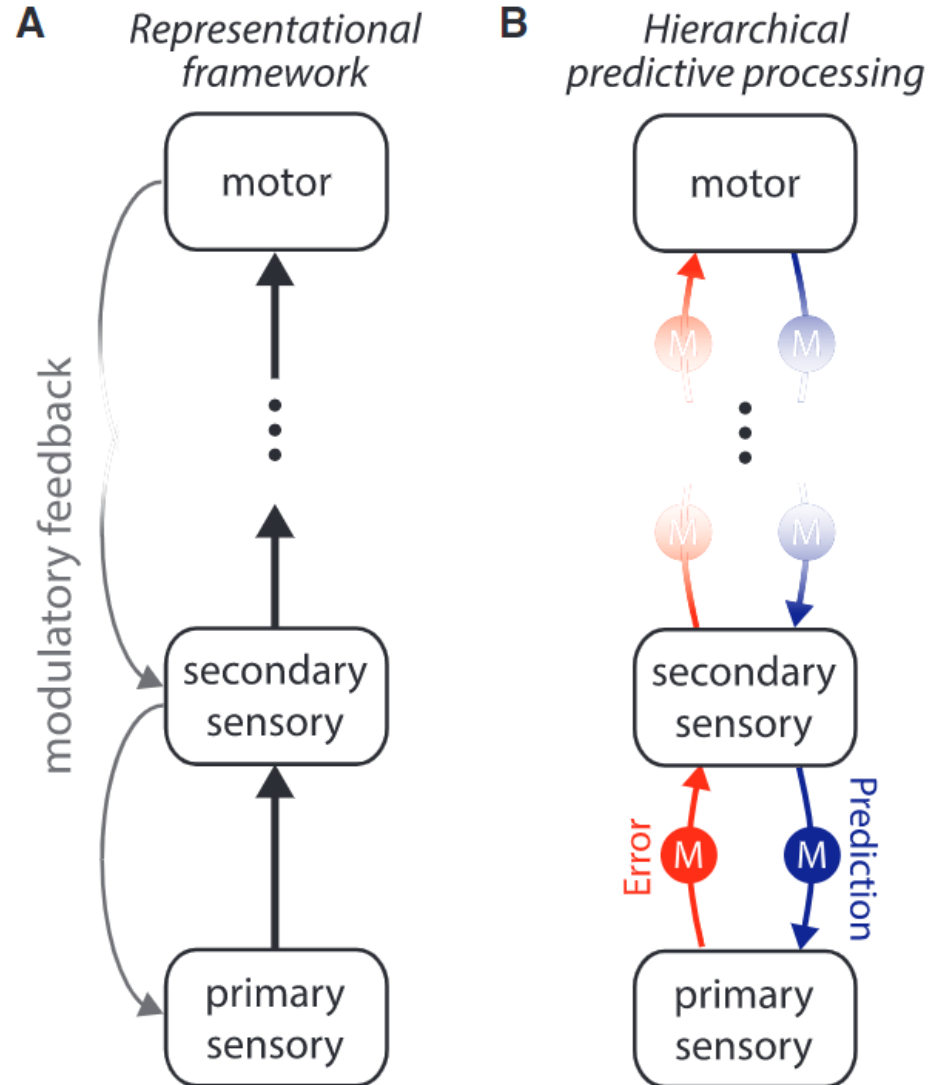 A
Representational
framework
motor
modulatory feedback
secondary
sensory
primary
sensory
B
Hierarchical
predictive processing
motor
M
M
M
M
secondary
sensory
Error
M
M
Prediction
primary
sensory